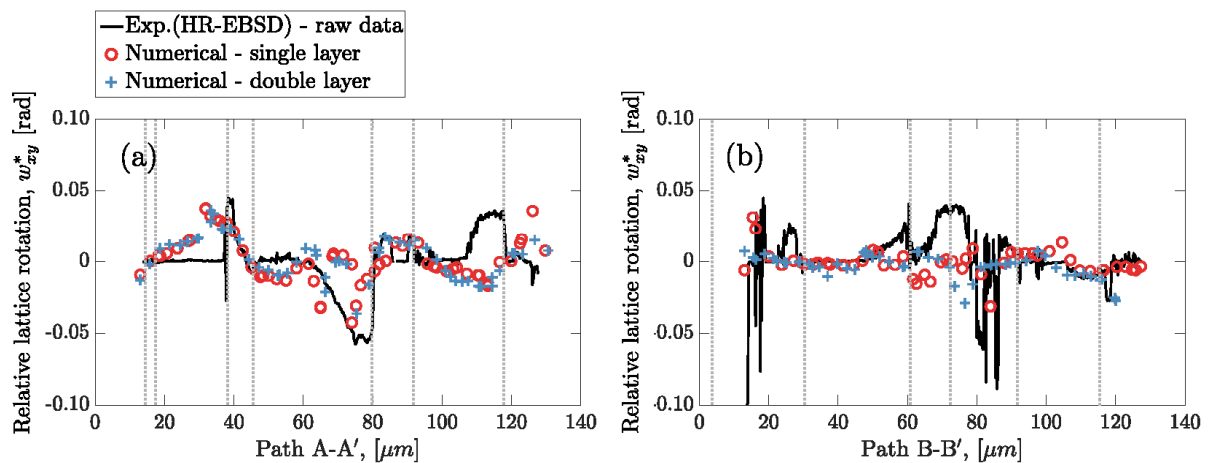 Exp.(HR-EBSD) - raw data
Numerical - single layer
Numerical - double layer
Relative lattice rotation, w*xy [rad]
0.10
0.05
0
-0.05
-0.10
(a)
0 20 40 60 80 100 120 140
Path A-A′, [μm]
Relative lattice rotation, w*xy [rad]
0.10
0.05
0
-0.05
-0.10
(b)
0 20 40 60 80 100 120 140
Path B-B′, [μm]